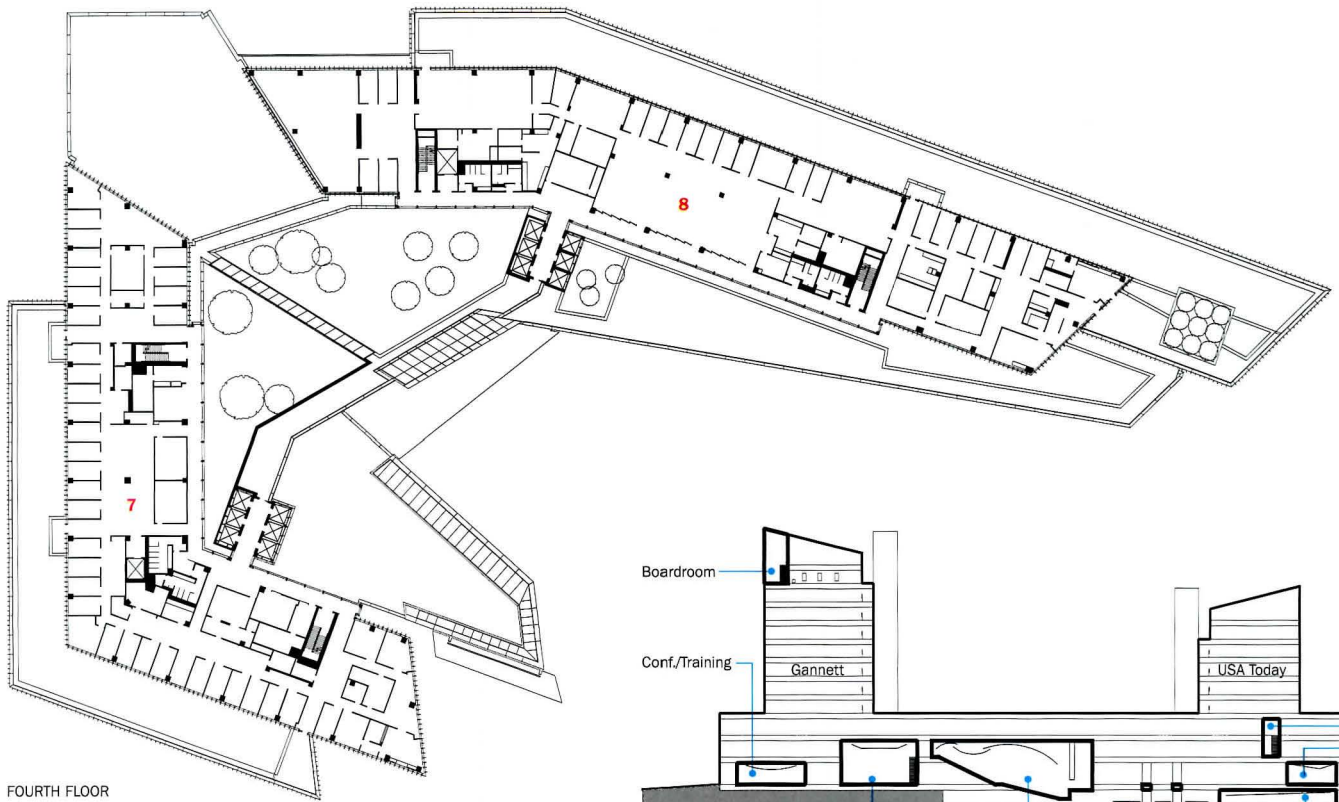 8
7
Boardroom
Conf./Training
Gannett
USA Today
FOURTH FLOOR